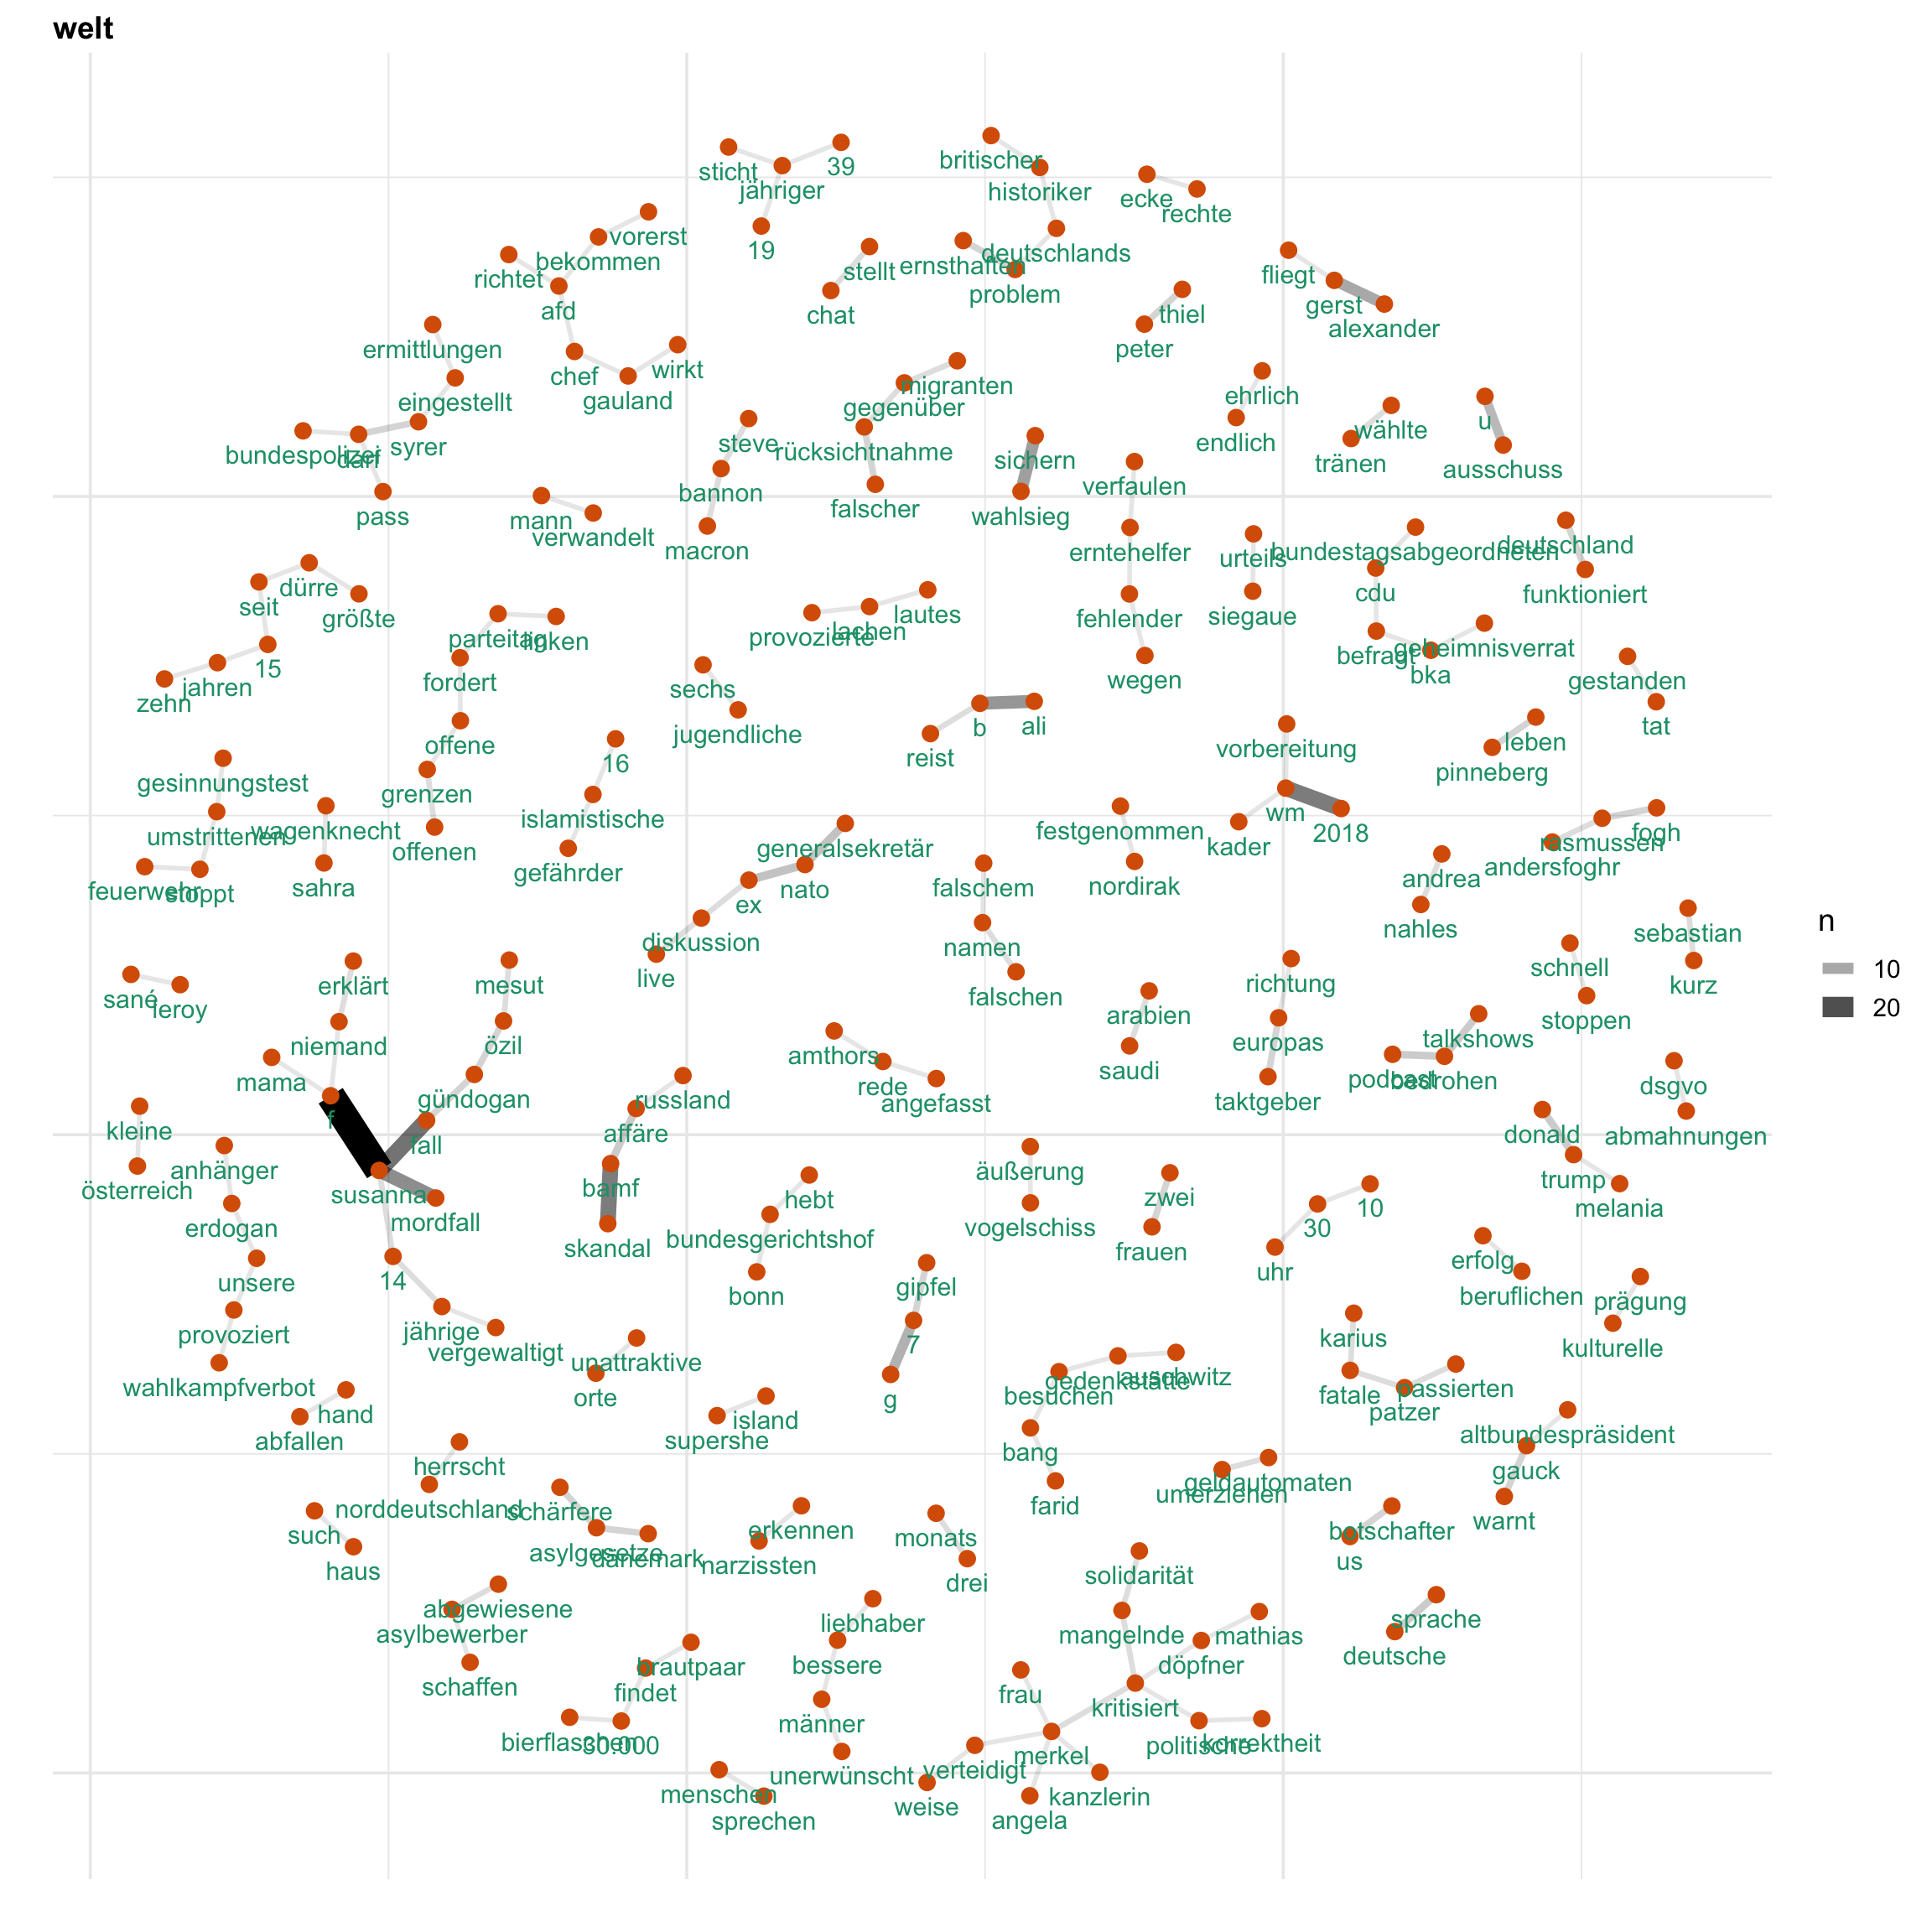 welt
britischer
sticht
39
jähriger
historiker
ecke
rechte
vorerst
19
deutschlands
bekommen
ernsthaften
stellt
fliegt
richtet
problem
gerst
afd
chat
thiel
alexander
ermittlungen
peter
wirkt
chef
migranten
ehrlich
gauland
eingestellt
gegenüber
u
wählte
endlich
steve
syrer
rücksichtnahme
bundespolizei
darf
sichern
tränen
ausschuss
verfaulen
bannon
falscher
pass
wahlsieg
mann
verwandelt
deutschland
macron
erntehelfer
bundestagsabgeordneten
urteils
dürre
cdu
funktioniert
seit
lautes
größte
siegaue
fehlender
lachen
provozierte
parteitag
linken
geheimnisverrat
befragt
15
bka
wegen
gestanden
fordert
jahren
sechs
zehn
ali
tat
b
jugendliche
leben
offene
vorbereitung
reist
16
pinneberg
gesinnungstest
grenzen
wm
islamistische
2018
fogh
wagenknecht
festgenommen
umstrittenen
rasmussen
kader
generalsekretär
offenen
andersfoghr
gefährder
andrea
nordirak
falschem
sahra
nato
feuerwehr
stoppt
ex
nahles
sebastian
diskussion
namen
schnell
live
richtung
mesut
erklärt
kurz
falschen
sané
leroy
arabien
stoppen
talkshows
europas
özil
niemand
amthors
saudi
podcast
bedrohen
mama
dsgvo
rede
gündogan
russland
taktgeber
angefasst
f
kleine
affäre
donald
abmahnungen
fall
anhänger
äußerung
trump
bamf
österreich
susanna
zwei
hebt
10
melania
mordfall
vogelschiss
30
erdogan
bundesgerichtshof
skandal
frauen
erfolg
uhr
14
unsere
gipfel
bonn
beruflichen
prägung
jährige
provoziert
karius
7
kulturelle
vergewaltigt
unattraktive
auschwitz
gedenkstätte
wahlkampfverbot
passierten
fatale
besuchen
orte
g
patzer
hand
island
altbundespräsident
supershe
abfallen
bang
herrscht
gauck
geldautomaten
umerziehen
farid
norddeutschland
schärfere
warnt
erkennen
botschafter
such
monats
asylgesetze
dänemark
us
narzissten
haus
solidarität
drei
abgewiesene
sprache
liebhaber
asylbewerber
mangelnde
mathias
deutsche
bessere
döpfner
brautpaar
schaffen
findet
frau
kritisiert
männer
bierflaschen
30.000
korrektheit
politische
merkel
verteidigt
unerwünscht
menschen
kanzlerin
weise
sprechen
angela
n
10
20